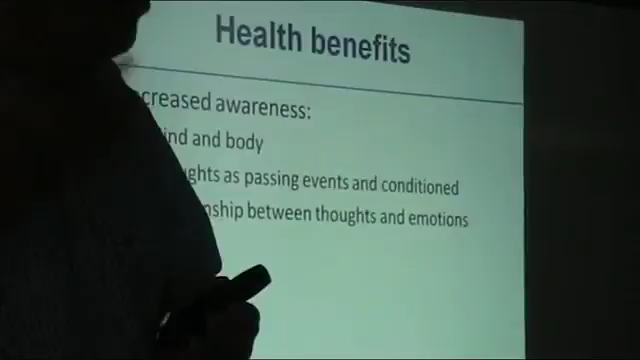 Health benefits
creased awareness:
ind and body
ghts as passing events and conditioned
nship between thoughts and emotions